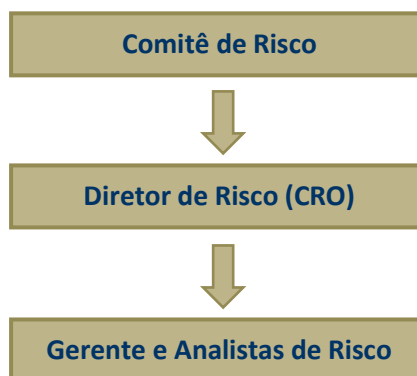 Comitê de Risco
Diretor de Risco (CRO)
Gerente e Analistas de Risco